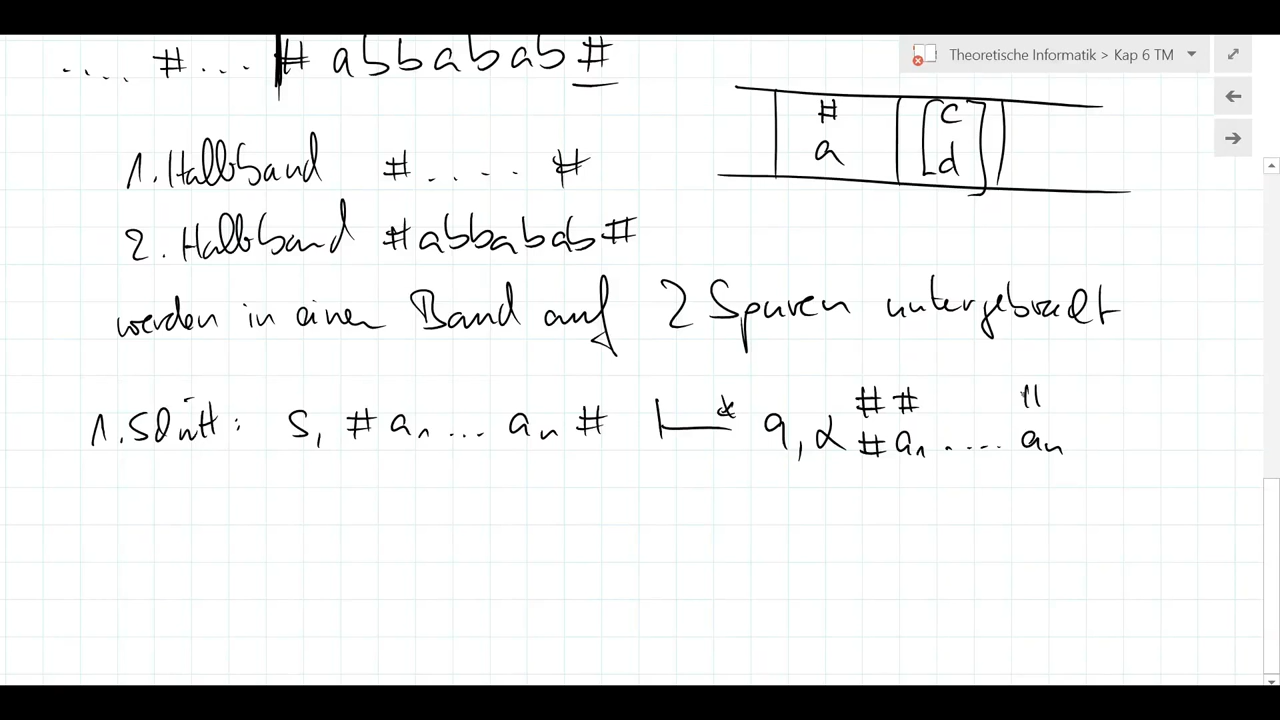 .... #... # abbabab #
Theoretische Informatik > Kap 6 TM
# [c
a d]
1. Halbband # ..... #
2. Halbband #abbabab#
werden in einen Band auf 2 Spuren untergebracht
1. Schritt: s, # a₁ ... aₙ # ⊢* q, α # # "
# a₁ .... aₙ